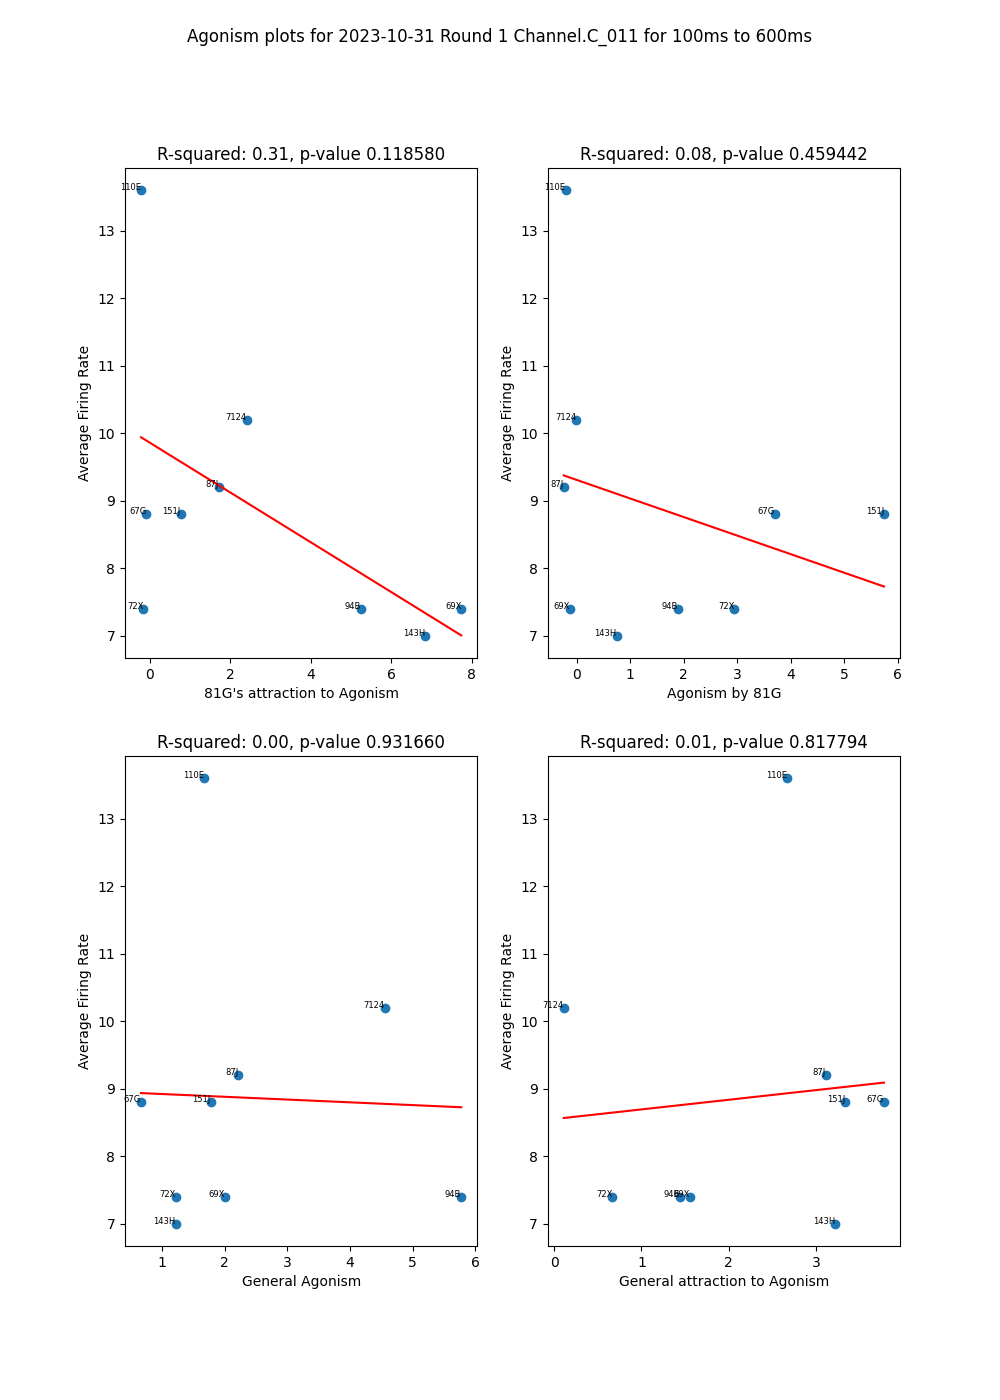 Agonism plots for 2023-10-31 Round 1 Channel.C_011 for 100ms to 600ms
R-squared: 0.31, p-value 0.118580
110E
7124
87J
67G
151J
72X
94B
69X
143H
13
12
11
10
9
8
7
Average Firing Rate
0
2
4
6
8
81G's attraction to Agonism
R-squared: 0.08, p-value 0.459442
110E
7124
87J
67G
151J
69X
94B
72X
143H
13
12
11
10
9
8
7
Average Firing Rate
0
1
2
3
4
5
6
Agonism by 81G
R-squared: 0.00, p-value 0.931660
110E
7124
87J
67G
151J
72X
69X
94B
143H
13
12
11
10
9
8
7
Average Firing Rate
1
2
3
4
5
6
General Agonism
R-squared: 0.01, p-value 0.817794
110E
7124
87J
151J
67G
72X
94B
69X
143H
13
12
11
10
9
8
7
Average Firing Rate
0
1
2
3
General attraction to Agonism